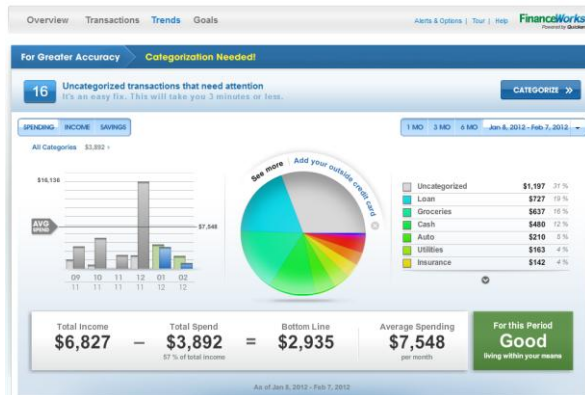 Overview Transactions Trends Goals
Alerts & Options | Tour | Help
FinanceWorks
Powered by Quicken
For Greater Accuracy Categorization Needed!
16 Uncategorized transactions that need attention
It's an easy fix. This will take you 3 minutes or less.
CATEGORIZE »
SPENDING INCOME SAVINGS
1 MO 3 MO 6 MO Jan 8, 2012 - Feb 7, 2012
All Categories $3,892
$16,136
AVG
SPEND
$7,548
09 10 11 12 01 02
11 11 11 11 12 12
See more | Add your outside credit card
Uncategorized $1,197 31 %
Loan $727 19 %
Groceries $637 16 %
Cash $480 12 %
Auto $210 5 %
Utilities $163 4 %
Insurance $142 4 %
Total Income Total Spend Bottom Line Average Spending
$6,827 – $3,892 = $2,935 $7,548
57 % of total income per month
For this Period
Good
living within your means
As of Jan 8, 2012 - Feb 7, 2012